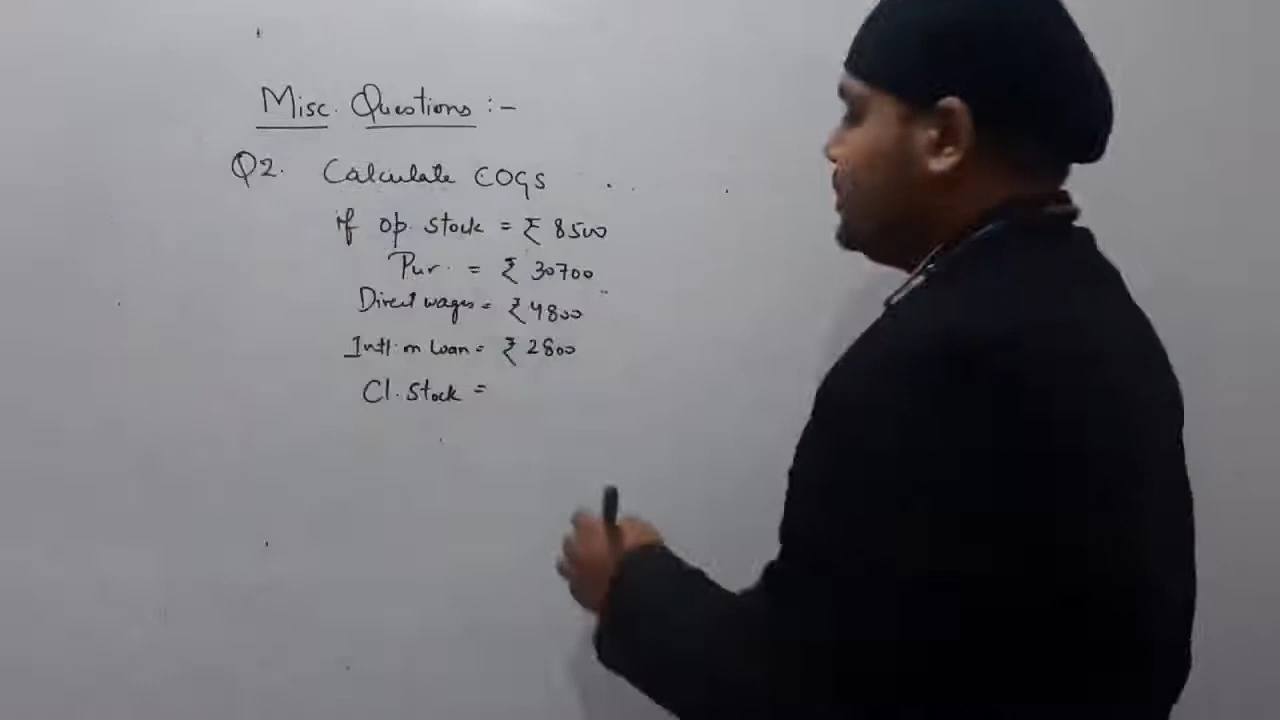 Misc. Questions :-
Q2. Calculate COGS
if op. stock = ₹ 8500
Pur. = ₹ 30700
Direct wages = ₹ 4800
Intt. on Loan = ₹ 2800
Cl. Stock =